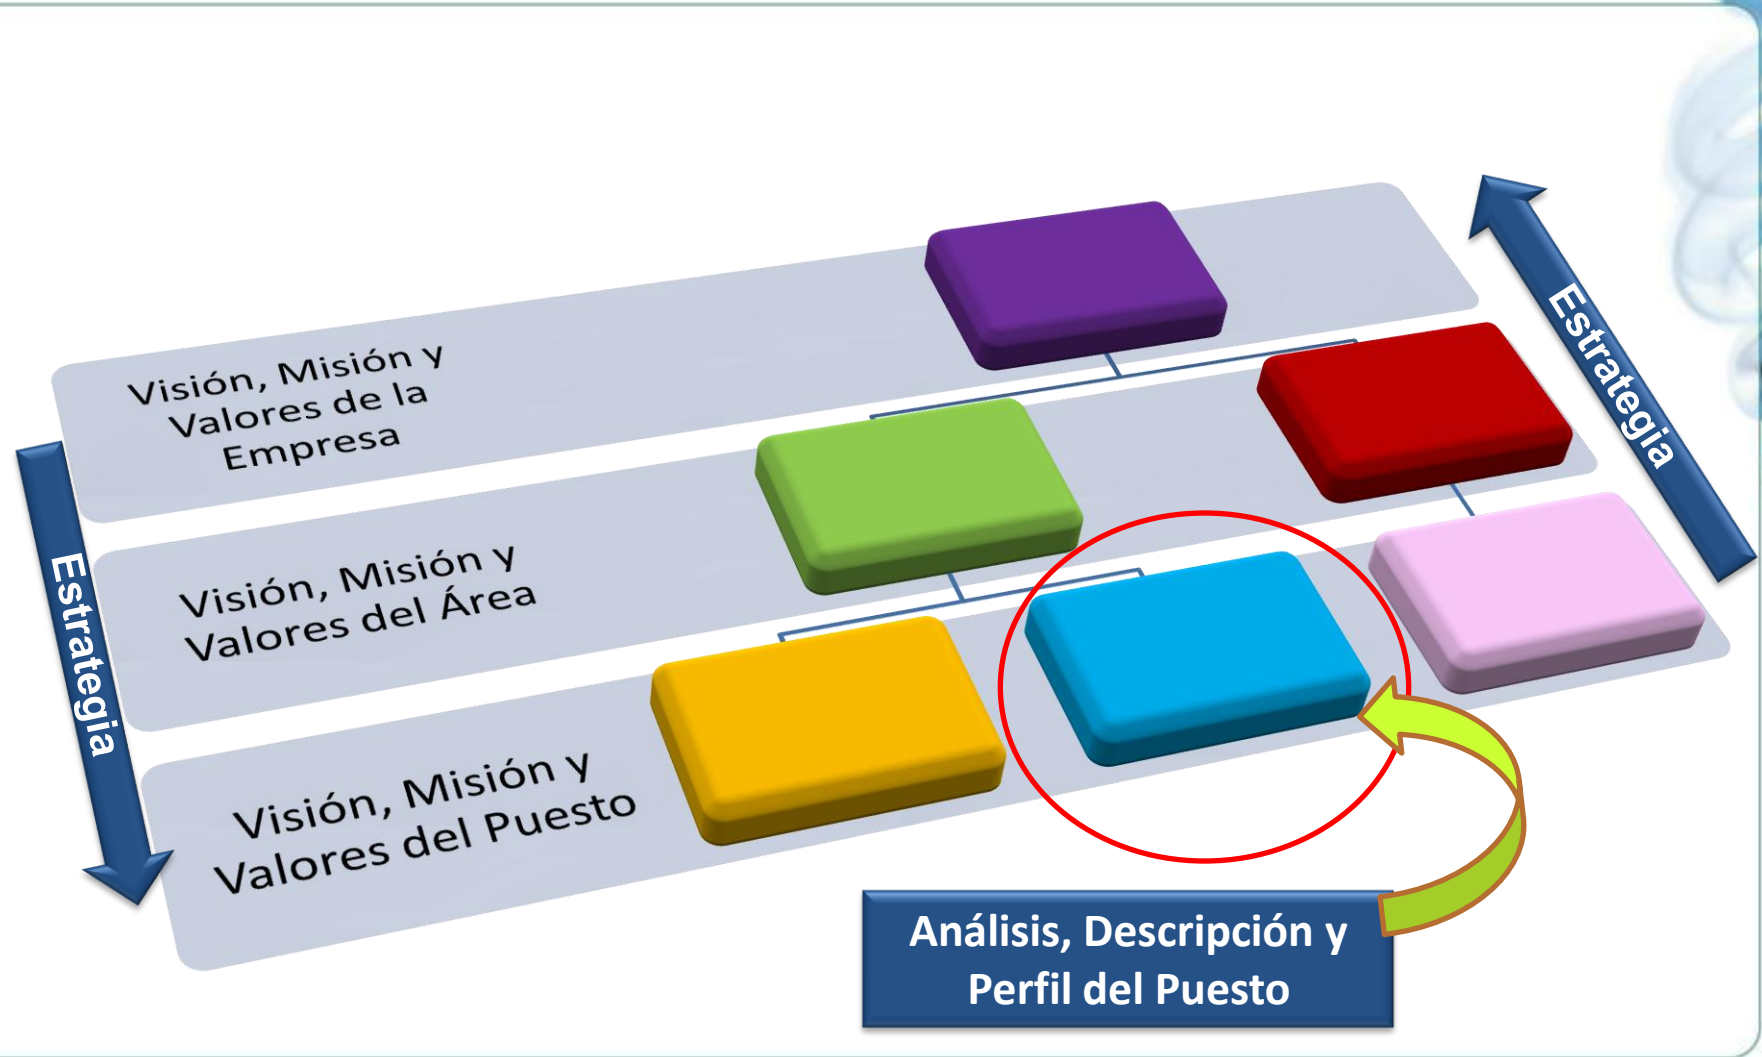 Visión, Misión y
Valores de la
Empresa
Estrategia
Estrategia
Visión, Misión y
Valores del Área
Visión, Misión y
Valores del Puesto
Análisis, Descripción y
Perfil del Puesto